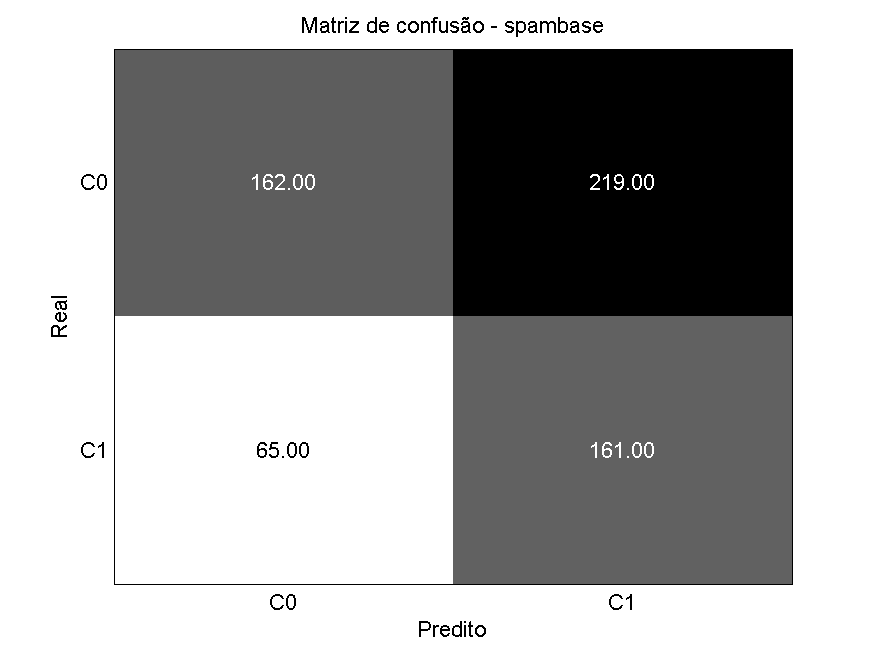 Matriz de confusão - spambase
C0
162.00
219.00
Real
C1
65.00
161.00
C0
C1
Predito